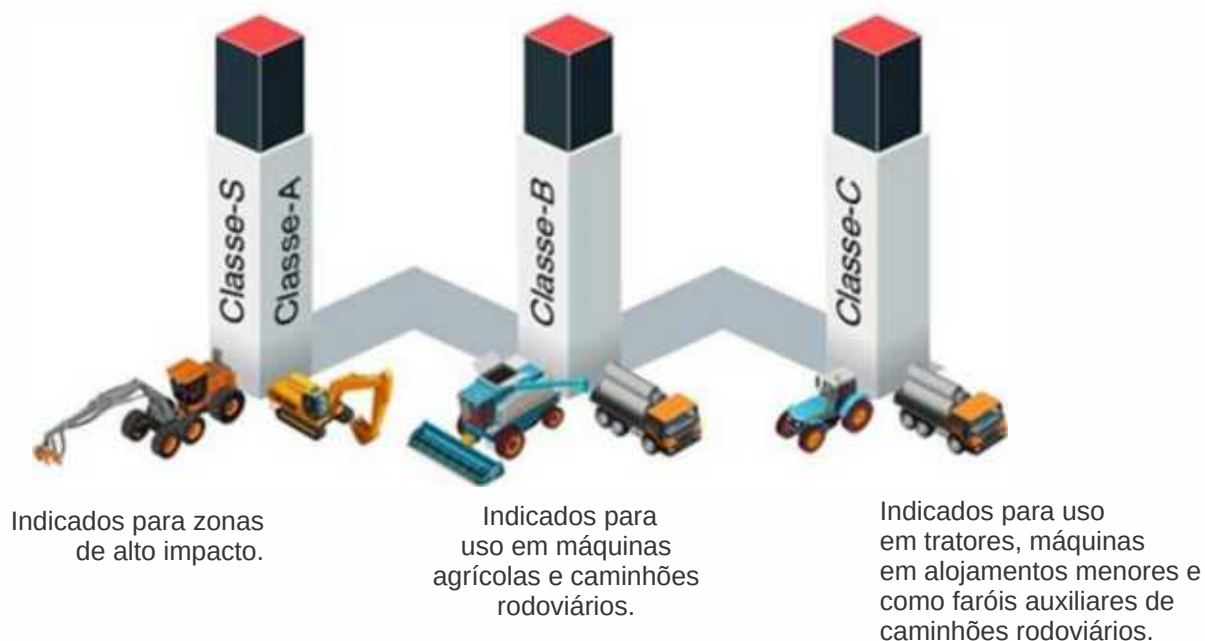 Classe-S
Classe-A
Classe-B
Classe-C
Indicados para zonas
de alto impacto.
Indicados para
uso em máquinas
agrícolas e caminhões
rodoviários.
Indicados para uso
em tratores, máquinas
em alojamentos menores e
como faróis auxiliares de
caminhões rodoviários.